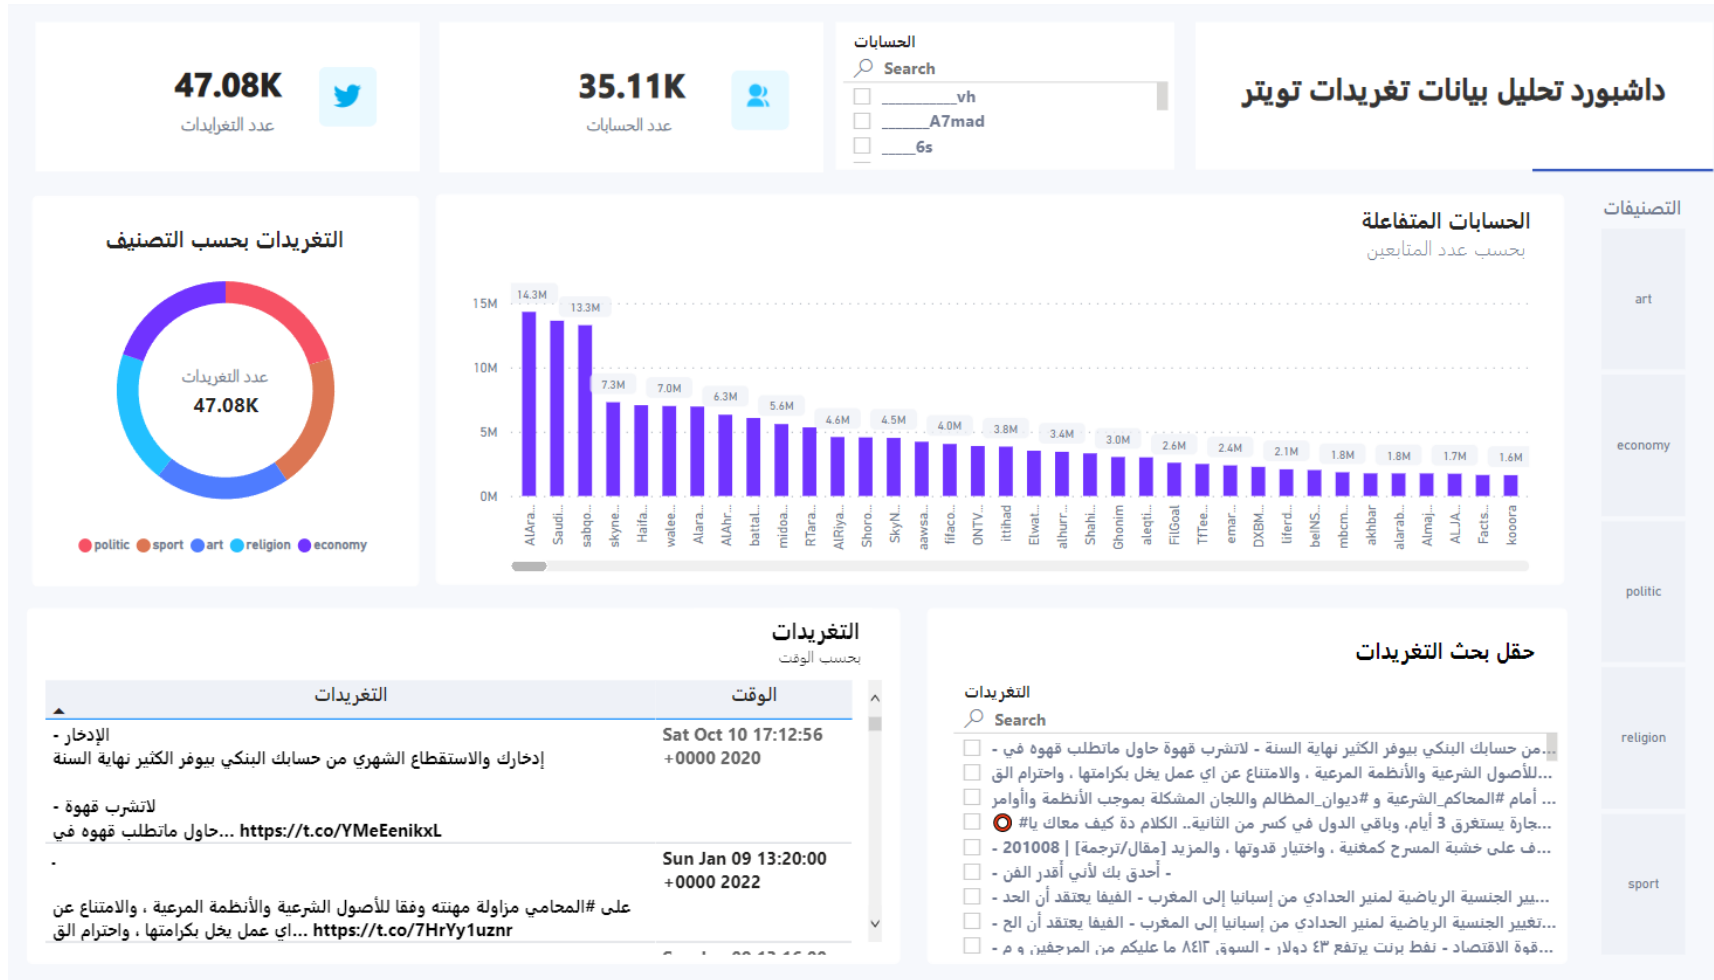 داشبورد تحليل بيانات تغريدات تويتر
الحسابات
Search
___________vh
_______A7mad
_____6s
35.11K
عدد الحسابات
47.08K
عدد التغرايدات
التصنيفات
art
economy
politic
religion
sport
الحسابات المتفاعلة
بحسب عدد المتابعين
15M
10M
5M
0M
14.3M
13.3M
7.3M
7.0M
6.3M
5.6M
4.6M
4.5M
4.0M
3.8M
3.4M
3.0M
2.6M
2.4M
2.1M
1.8M
1.8M
1.7M
1.6M
AlAra...
Saudi...
sabqo...
skyne...
Haifa...
walee...
Alara...
AlAhr...
battal...
midoa...
RTara...
AlRiya...
Shoro...
SkyN...
aawsa...
fifaco...
ONTV...
ittihad
Elwat...
alhurr...
Shahi...
Ghonim
aleqti...
FilGoal
TfTee...
emar...
DXBM...
liferd...
beINS...
mbcm...
akhbar
alarab...
Almaj...
ALJA...
Facts...
kooora
التغريدات بحسب التصنيف
عدد التغريدات
47.08K
politic
sport
art
religion
economy
حقل بحث التغريدات
التغريدات
Search
...من حسابك البنكي بيوفر الكثير نهاية السنة - لاتشرب قهوة حاول ماتطلب قهوه في -
...للأصول الشرعية والأنظمة المرعية ، والامتناع عن اي عمل يخل بكرامتها ، واحترام الق
... أمام #المحاكم_الشرعية و #ديوان_المظالم واللجان المشكلة بموجب الأنظمة وأوامر
...جارة يستغرق 3 أيام، وباقي الدول في كسر من الثانية.. الكلام دة كيف معاك يا# ⭕
...ف على خشبة المسرح كمغنية ، واختيار قدوتها ، والمزيد [مقال/ترجمة] | 201008 -
- أحدق بك لأني أقدر الفن -
...يير الجنسية الرياضية لمنير الحدادي من إسبانيا إلى المغرب - الفيفا يعتقد أن الحد -
...تغيير الجنسية الرياضية لمنير الحدادي من إسبانيا إلى المغرب - الفيفا يعتقد أن الح -
...قوة الاقتصاد - نفط برنت يرتفع ٤٣ دولار - السوق ٨٤١٢ ما عليكم من المرجفين و م -
التغريدات
بحسب الوقت
الوقت
التغريدات
Sat Oct 10 17:12:56
+0000 2020
الإدخار -
إدخارك والاستقطاع الشهري من حسابك البنكي بيوفر الكثير نهاية السنة
لاتشرب قهوة -
حاول ماتطلب قهوه في... https://t.co/YMeEenikxL
Sun Jan 09 13:20:00
+0000 2022
.
على #المحامي مزاولة مهنته وفقا للأصول الشرعية والأنظمة المرعية ، والامتناع عن
اي عمل يخل بكرامتها ، واحترام الق... https://t.co/7HrYy1uznr